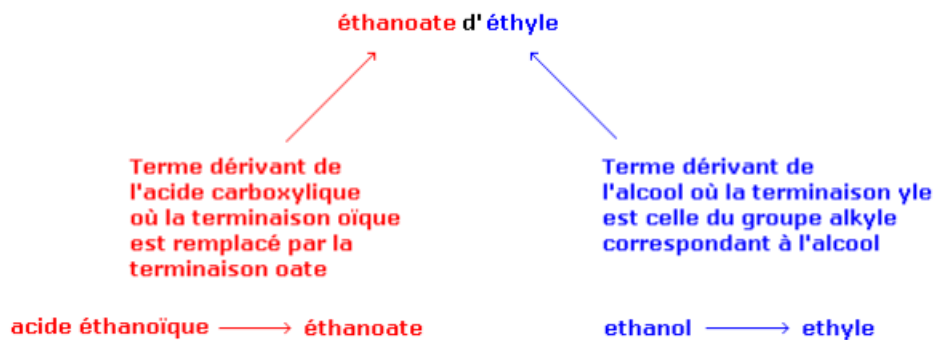 éthanoate d'éthyle
Terme dérivant de
l'acide carboxylique
où la terminaison oïque
est remplacé par la
terminaison oate
Terme dérivant de
l'alcool où la terminaison yle
est celle du groupe alkyle
correspondant à l'alcool
acide éthanoïque → éthanoate
ethanol → ethyle